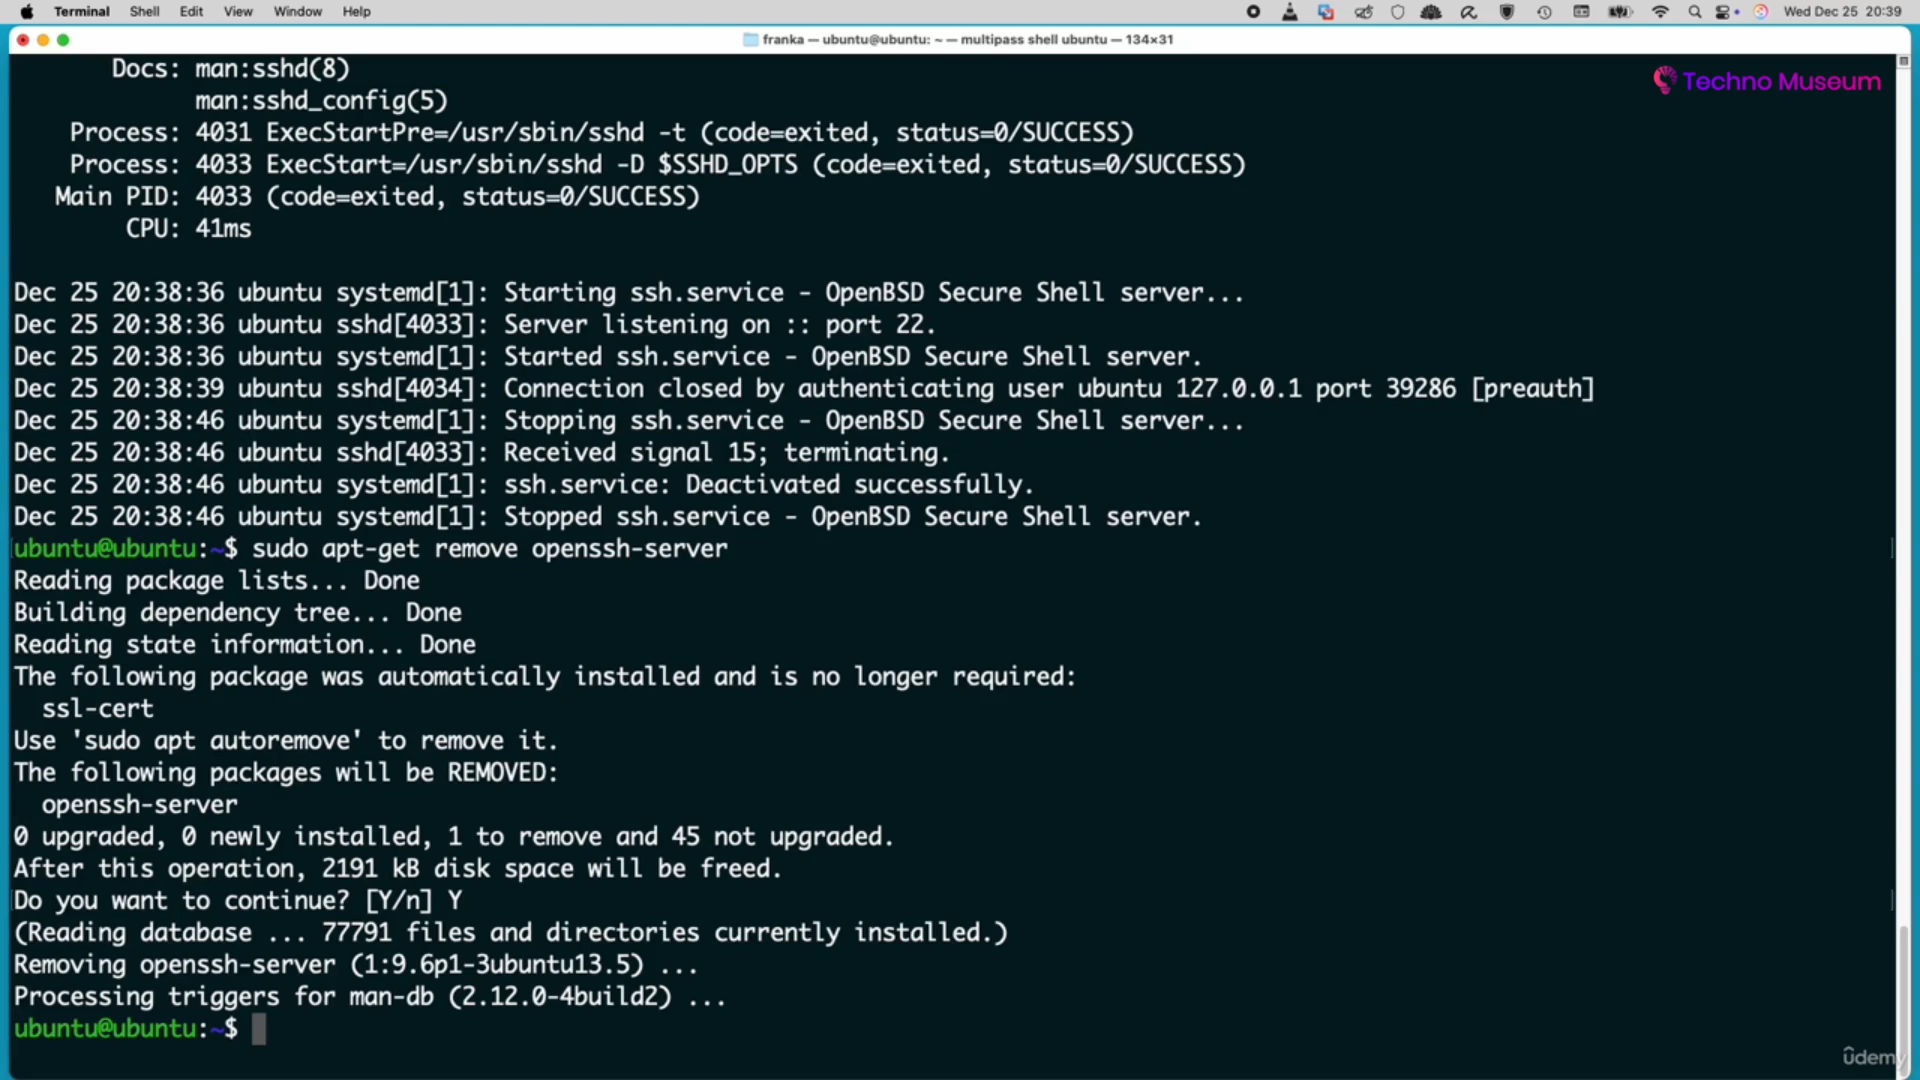 Terminal Shell Edit View Window Help Wed Dec 25 20:39
franka — ubuntu@ubuntu: ~ — multipass shell ubuntu — 134×31
Techno Museum
Docs: man:sshd(8)
man:sshd_config(5)
Process: 4031 ExecStartPre=/usr/sbin/sshd -t (code=exited, status=0/SUCCESS)
Process: 4033 ExecStart=/usr/sbin/sshd -D $SSHD_OPTS (code=exited, status=0/SUCCESS)
Main PID: 4033 (code=exited, status=0/SUCCESS)
CPU: 41ms
Dec 25 20:38:36 ubuntu systemd[1]: Starting ssh.service - OpenBSD Secure Shell server...
Dec 25 20:38:36 ubuntu sshd[4033]: Server listening on :: port 22.
Dec 25 20:38:36 ubuntu systemd[1]: Started ssh.service - OpenBSD Secure Shell server.
Dec 25 20:38:39 ubuntu sshd[4034]: Connection closed by authenticating user ubuntu 127.0.0.1 port 39286 [preauth]
Dec 25 20:38:46 ubuntu systemd[1]: Stopping ssh.service - OpenBSD Secure Shell server...
Dec 25 20:38:46 ubuntu sshd[4033]: Received signal 15; terminating.
Dec 25 20:38:46 ubuntu systemd[1]: ssh.service: Deactivated successfully.
Dec 25 20:38:46 ubuntu systemd[1]: Stopped ssh.service - OpenBSD Secure Shell server.
ubuntu@ubuntu:~$ sudo apt-get remove openssh-server
Reading package lists... Done
Building dependency tree... Done
Reading state information... Done
The following package was automatically installed and is no longer required:
ssl-cert
Use 'sudo apt autoremove' to remove it.
The following packages will be REMOVED:
openssh-server
0 upgraded, 0 newly installed, 1 to remove and 45 not upgraded.
After this operation, 2191 kB disk space will be freed.
Do you want to continue? [Y/n] Y
(Reading database ... 77791 files and directories currently installed.)
Removing openssh-server (1:9.6p1-3ubuntu13.5) ...
Processing triggers for man-db (2.12.0-4build2) ...
ubuntu@ubuntu:~$
ûdemy